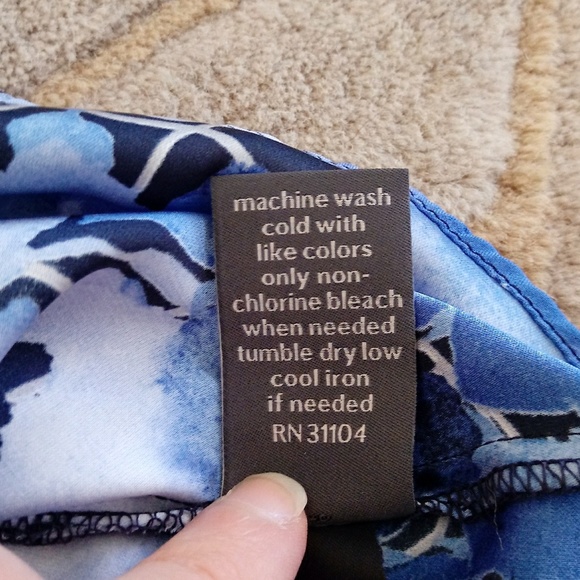 machine wash
cold with
like colors
only non-
chlorine bleach
when needed
tumble dry low
cool iron
if needed
RN 31104